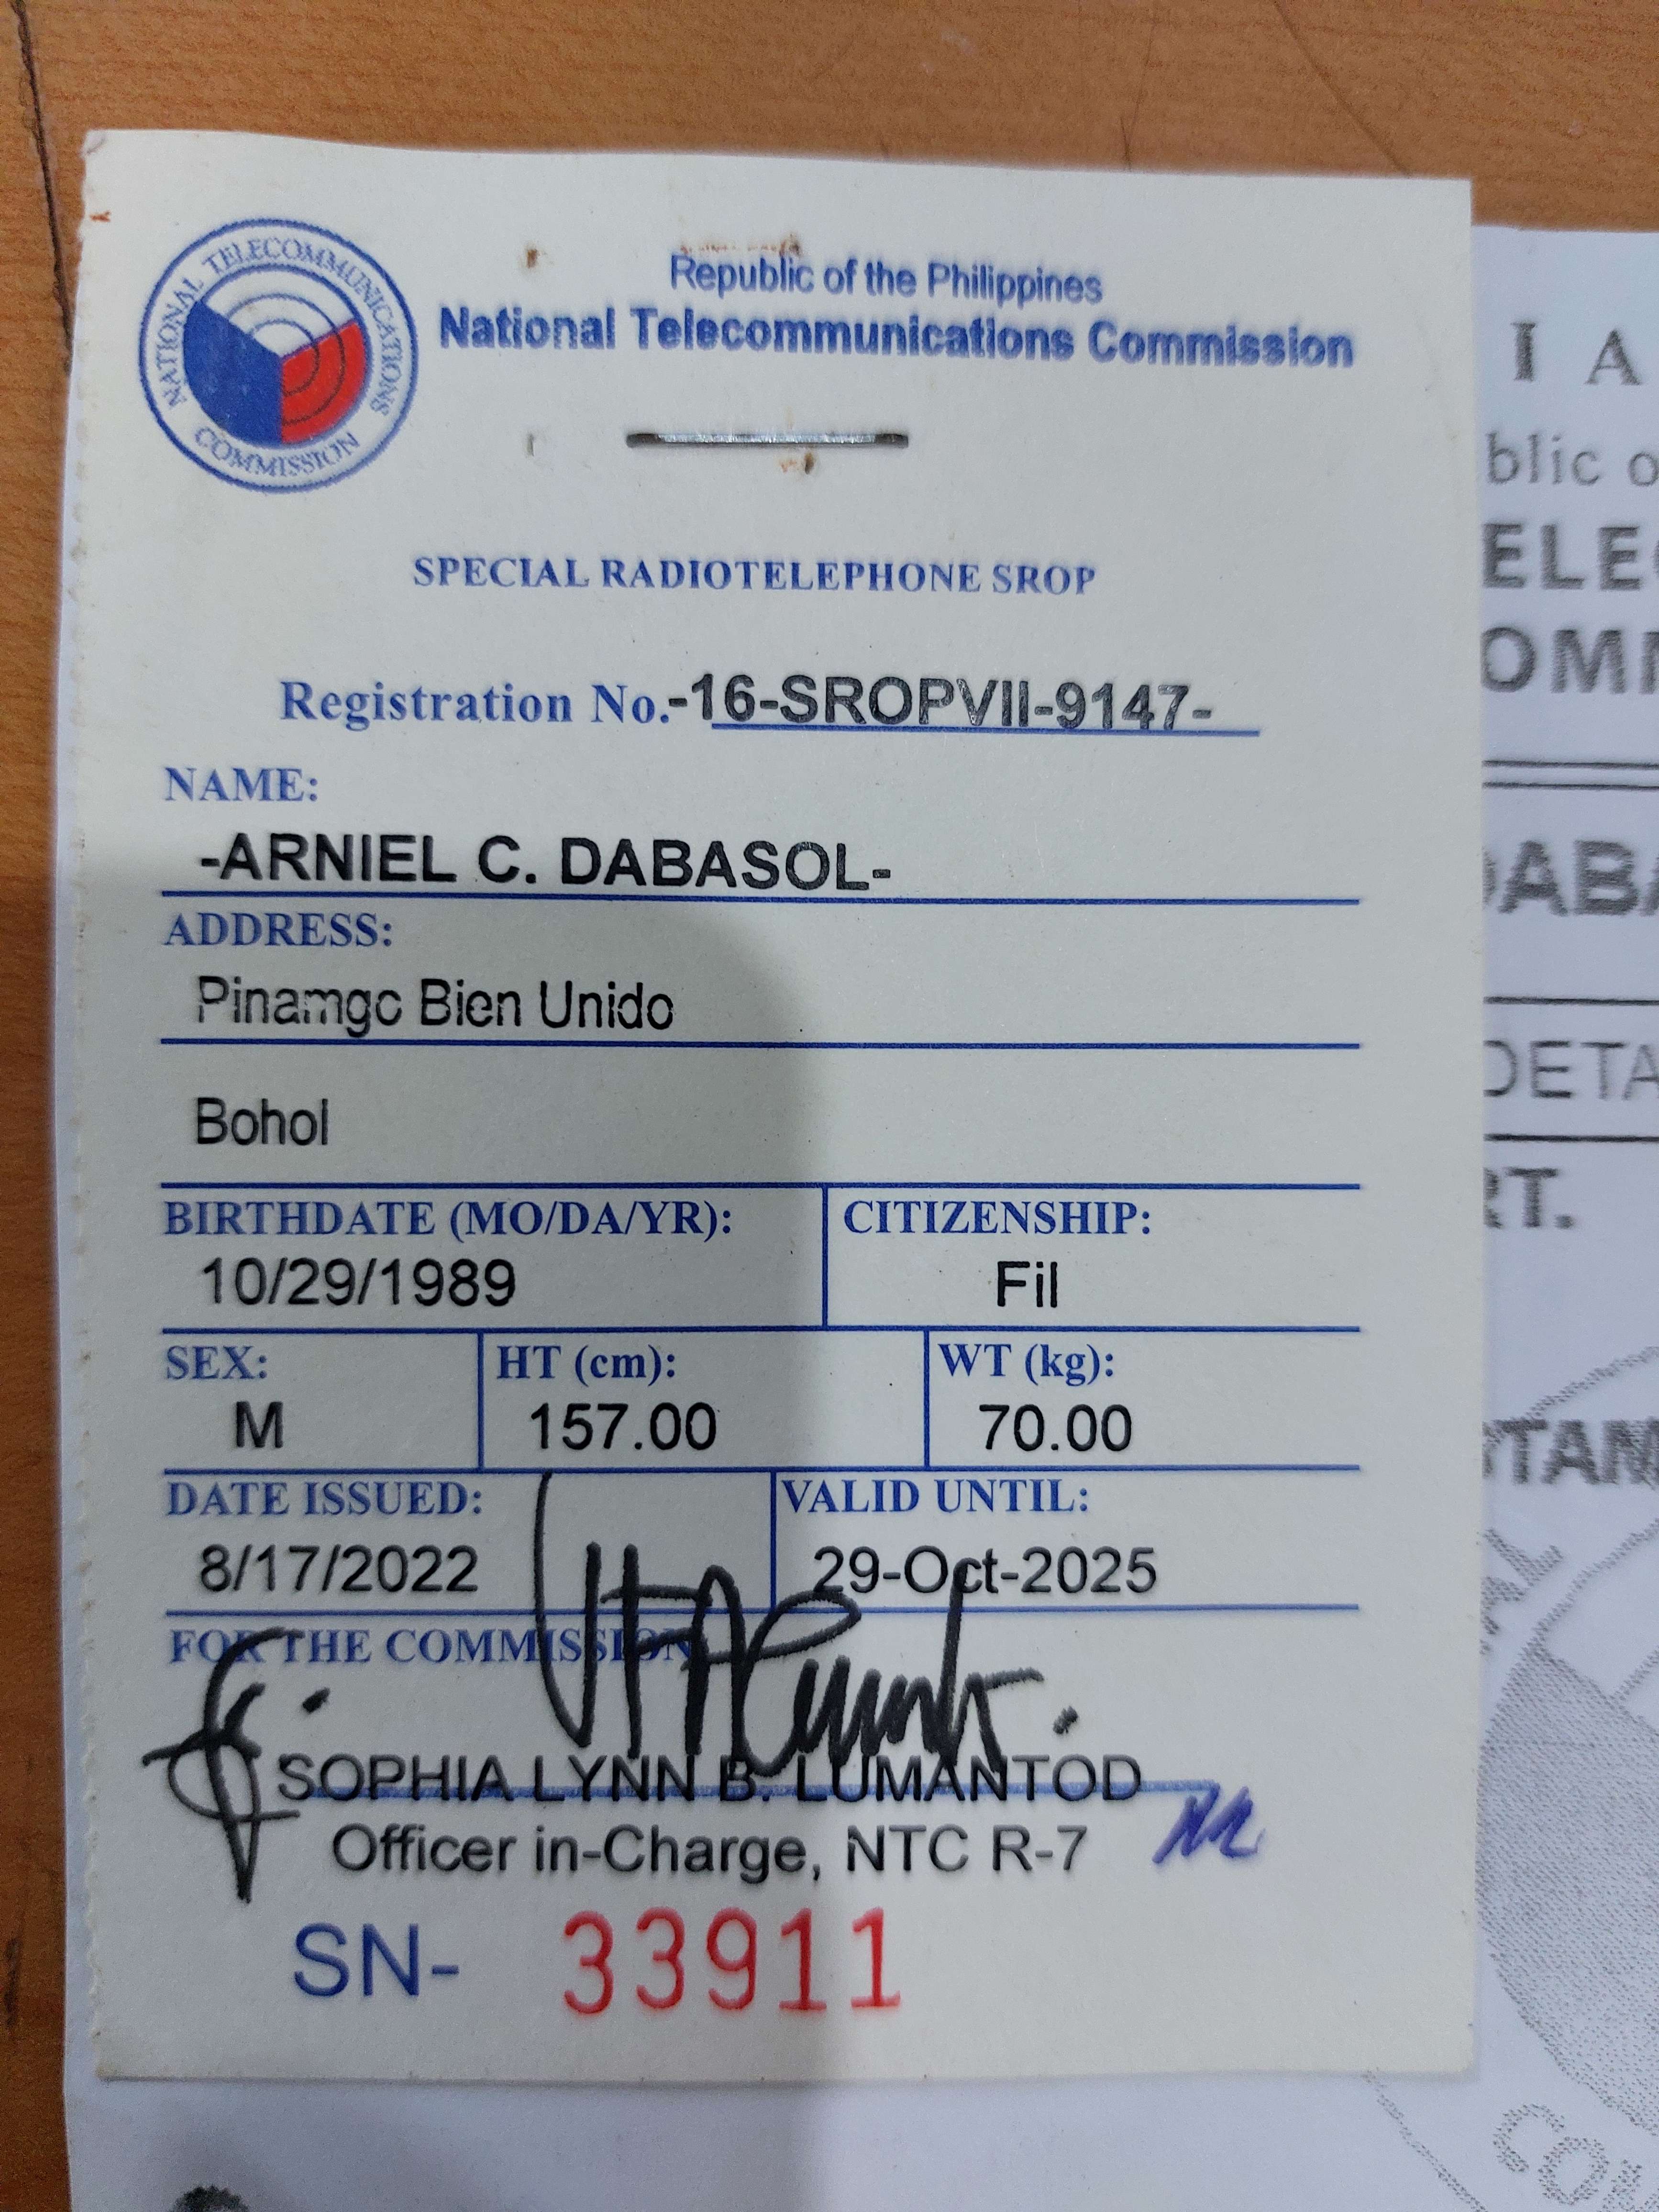 NATIONAL TELECOMMUNICATIONS COMMISSION
Republic of the Philippines
National Telecommunications Commission
SPECIAL RADIOTELEPHONE SROP
Registration No.-16-SROPVII-9147-
NAME:
-ARNIEL C. DABASOL-
ADDRESS:
Pinamgc Bien Unido
Bohol
BIRTHDATE (MO/DA/YR): CITIZENSHIP:
10/29/1989 Fil
SEX: HT (cm): WT (kg):
M 157.00 70.00
DATE ISSUED: VALID UNTIL:
8/17/2022 29-Oct-2025
FOR THE COMMISSION
SOPHIA LYNN B. LUMANTOD
Officer in-Charge, NTC R-7
SN- 33911
I A
blic o
ELE
OMM
DABA
DETA
RT.
TAM